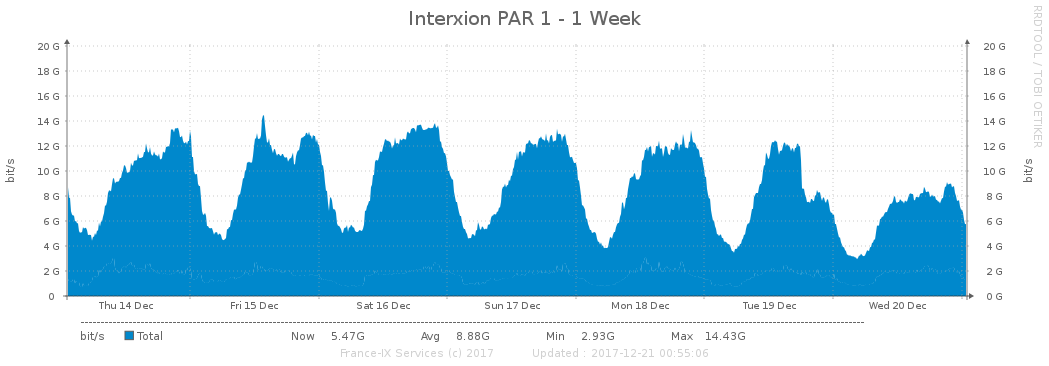 Interxion PAR 1 - 1 Week
RRDTOOL / TOBI OETIKER
bit/s
20 G
18 G
16 G
14 G
12 G
10 G
8 G
6 G
4 G
2 G
0
20 G
18 G
16 G
14 G
12 G
10 G
8 G
6 G
4 G
2 G
0 G
bit/s
Thu 14 Dec Fri 15 Dec Sat 16 Dec Sun 17 Dec Mon 18 Dec Tue 19 Dec Wed 20 Dec
bit/s Total Now 5.47G Avg 8.88G Min 2.93G Max 14.43G
France-IX Services (c) 2017 Updated : 2017-12-21 00:55:06